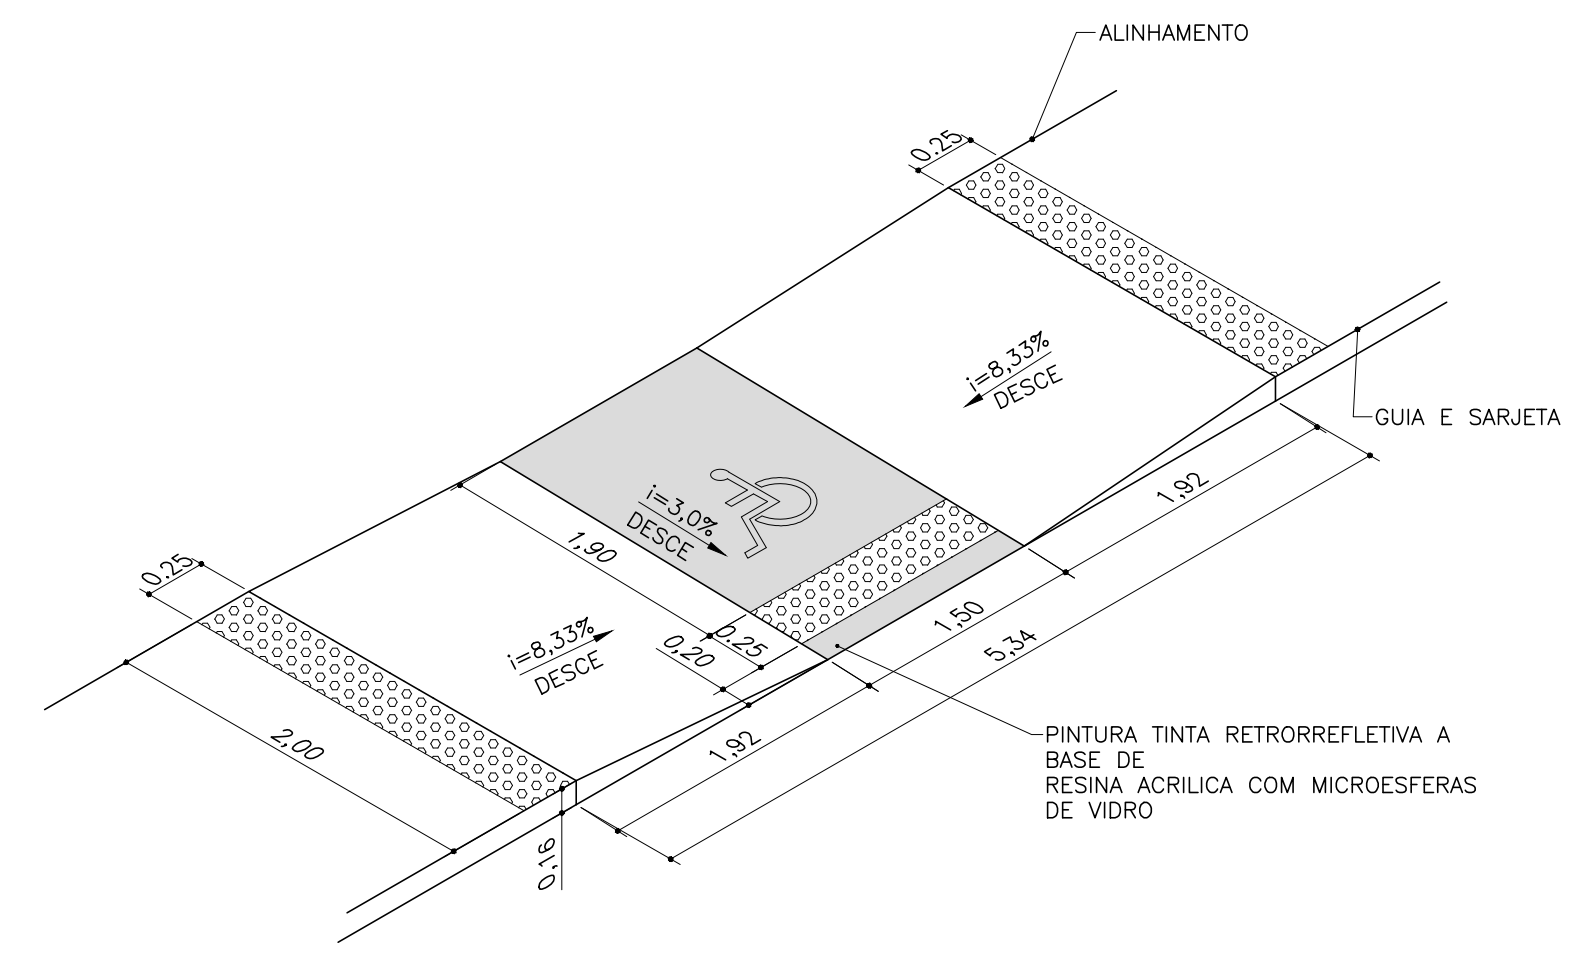 ALINHAMENTO
0.25
i=8,33%
DESCE
GUIA E SARJETA
1,92
i=3,0%
DESCE
1,90
0.25
i=8,33%
DESCE
0.25
0,20
1,50
5,34
2,00
1,92
PINTURA TINTA RETRORREFLETIVA A
BASE DE
RESINA ACRILICA COM MICROESFERAS
DE VIDRO
0,16